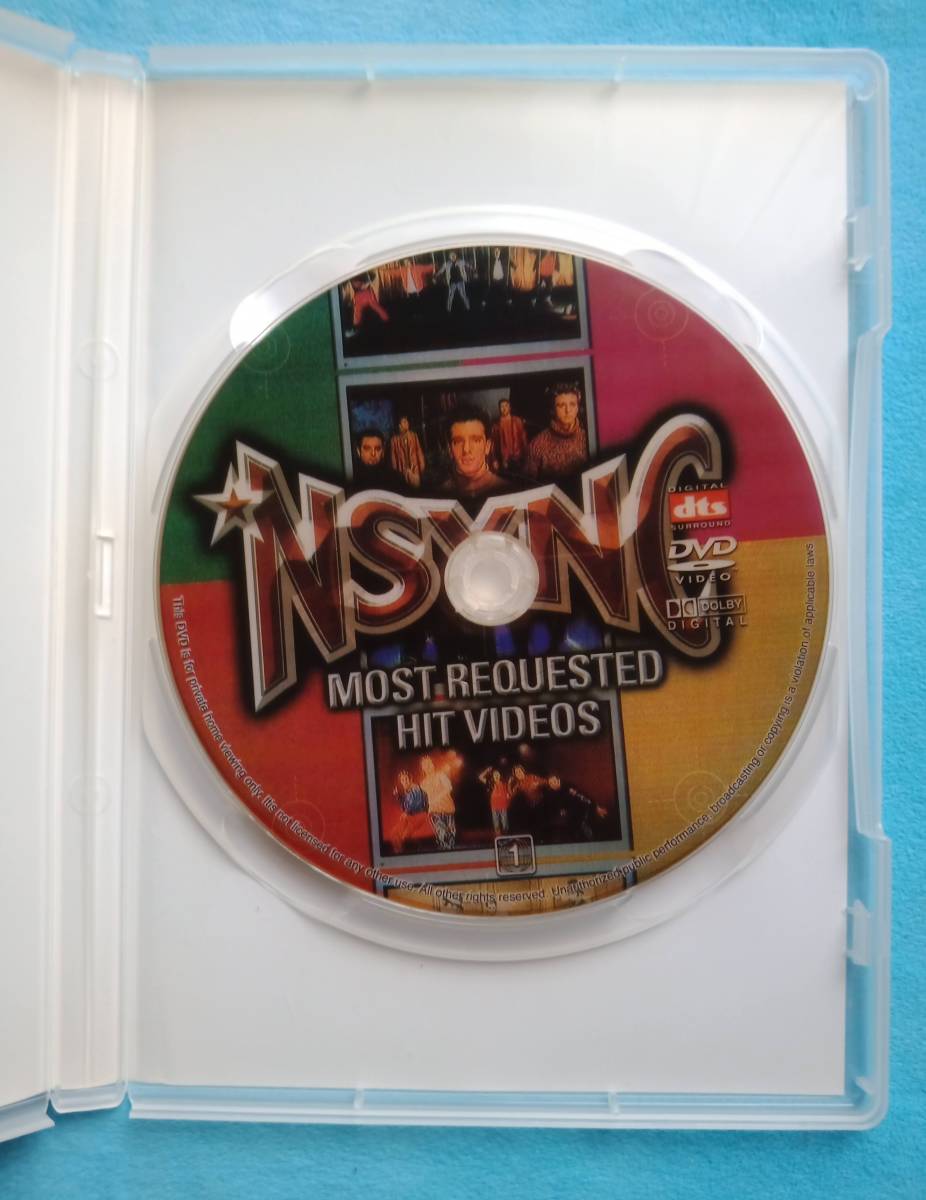 *NSYNC
MOST REQUESTED
HIT VIDEOS
DIGITAL
dts
SURROUND
DVD
VIDEO
DOLBY
DIGITAL
1
This DVD is for private home viewing only. It is not licensed for any other use. All other rights reserved. Unauthorized public performance, broadcasting or copying is a violation of applicable laws